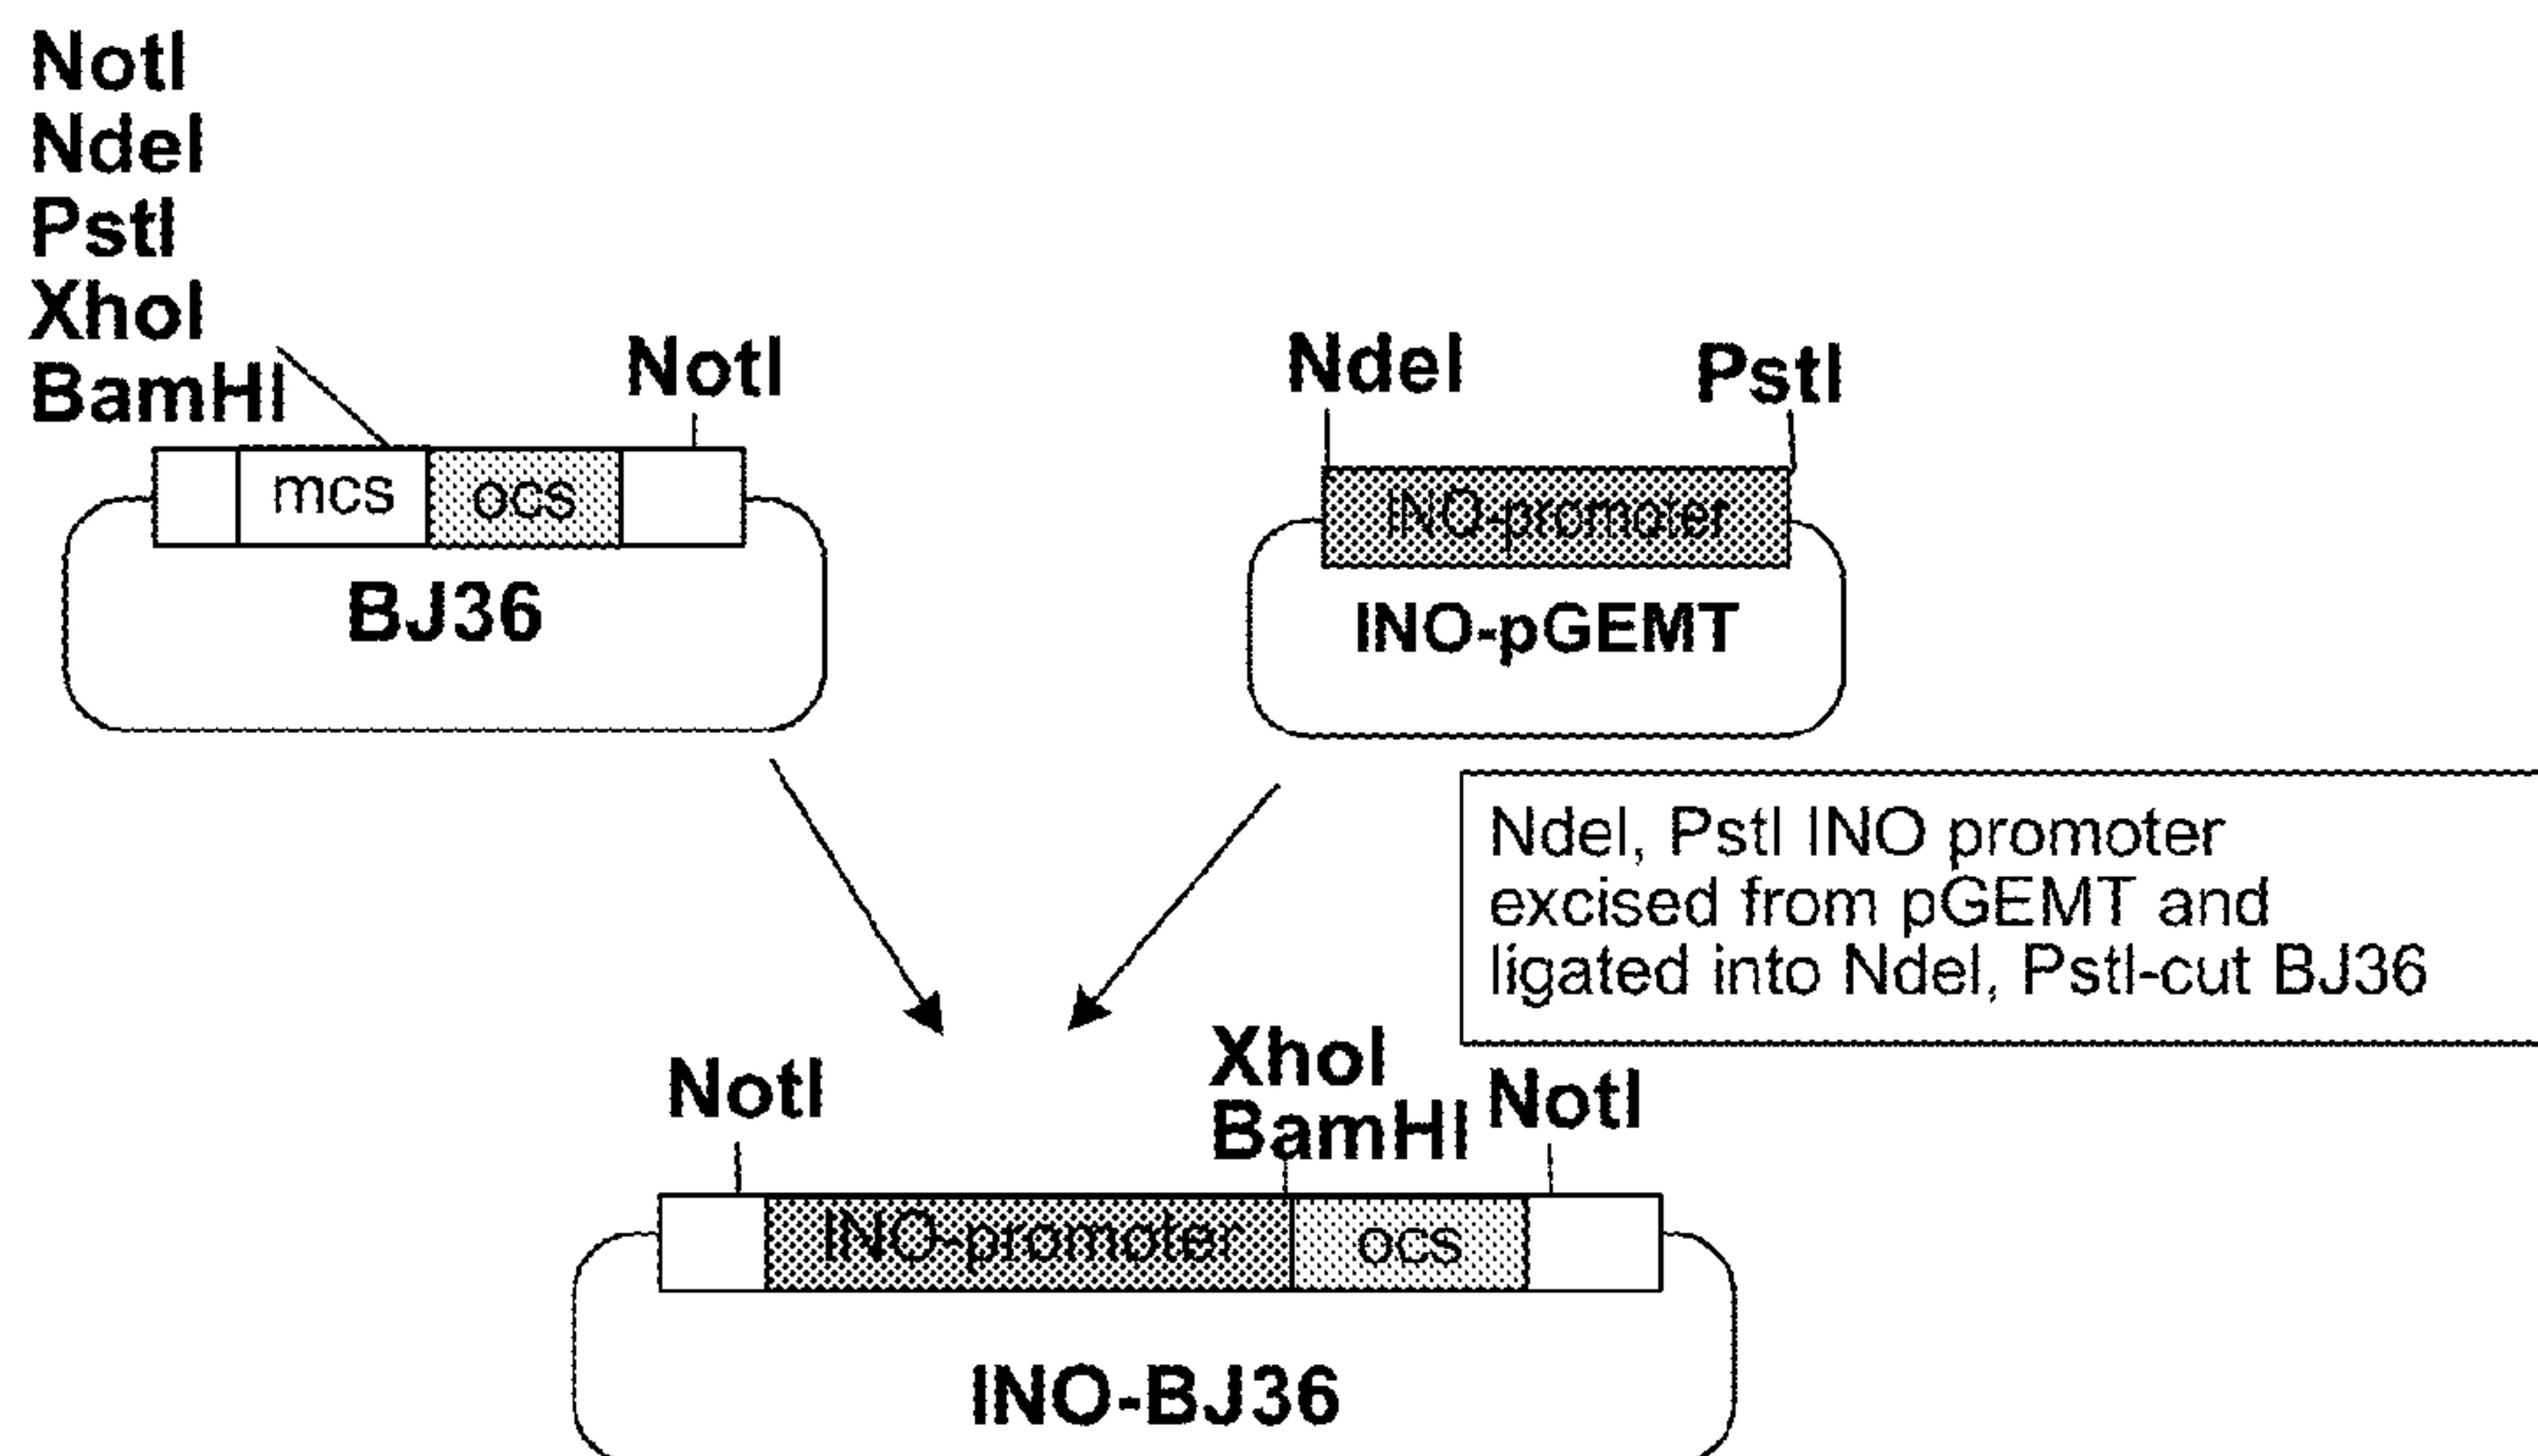 NotI
NdeI
PstI
XhoI
BamHI
NotI
mcs
ocs
BJ36
NdeI
PstI
INO-promoter
INO-pGEMT
NdeI, PstI INO promoter
excised from pGEMT and
ligated into NdeI, PstI-cut BJ36
NotI
XhoI
BamHI
NotI
INO-promoter
ocs
INO-BJ36